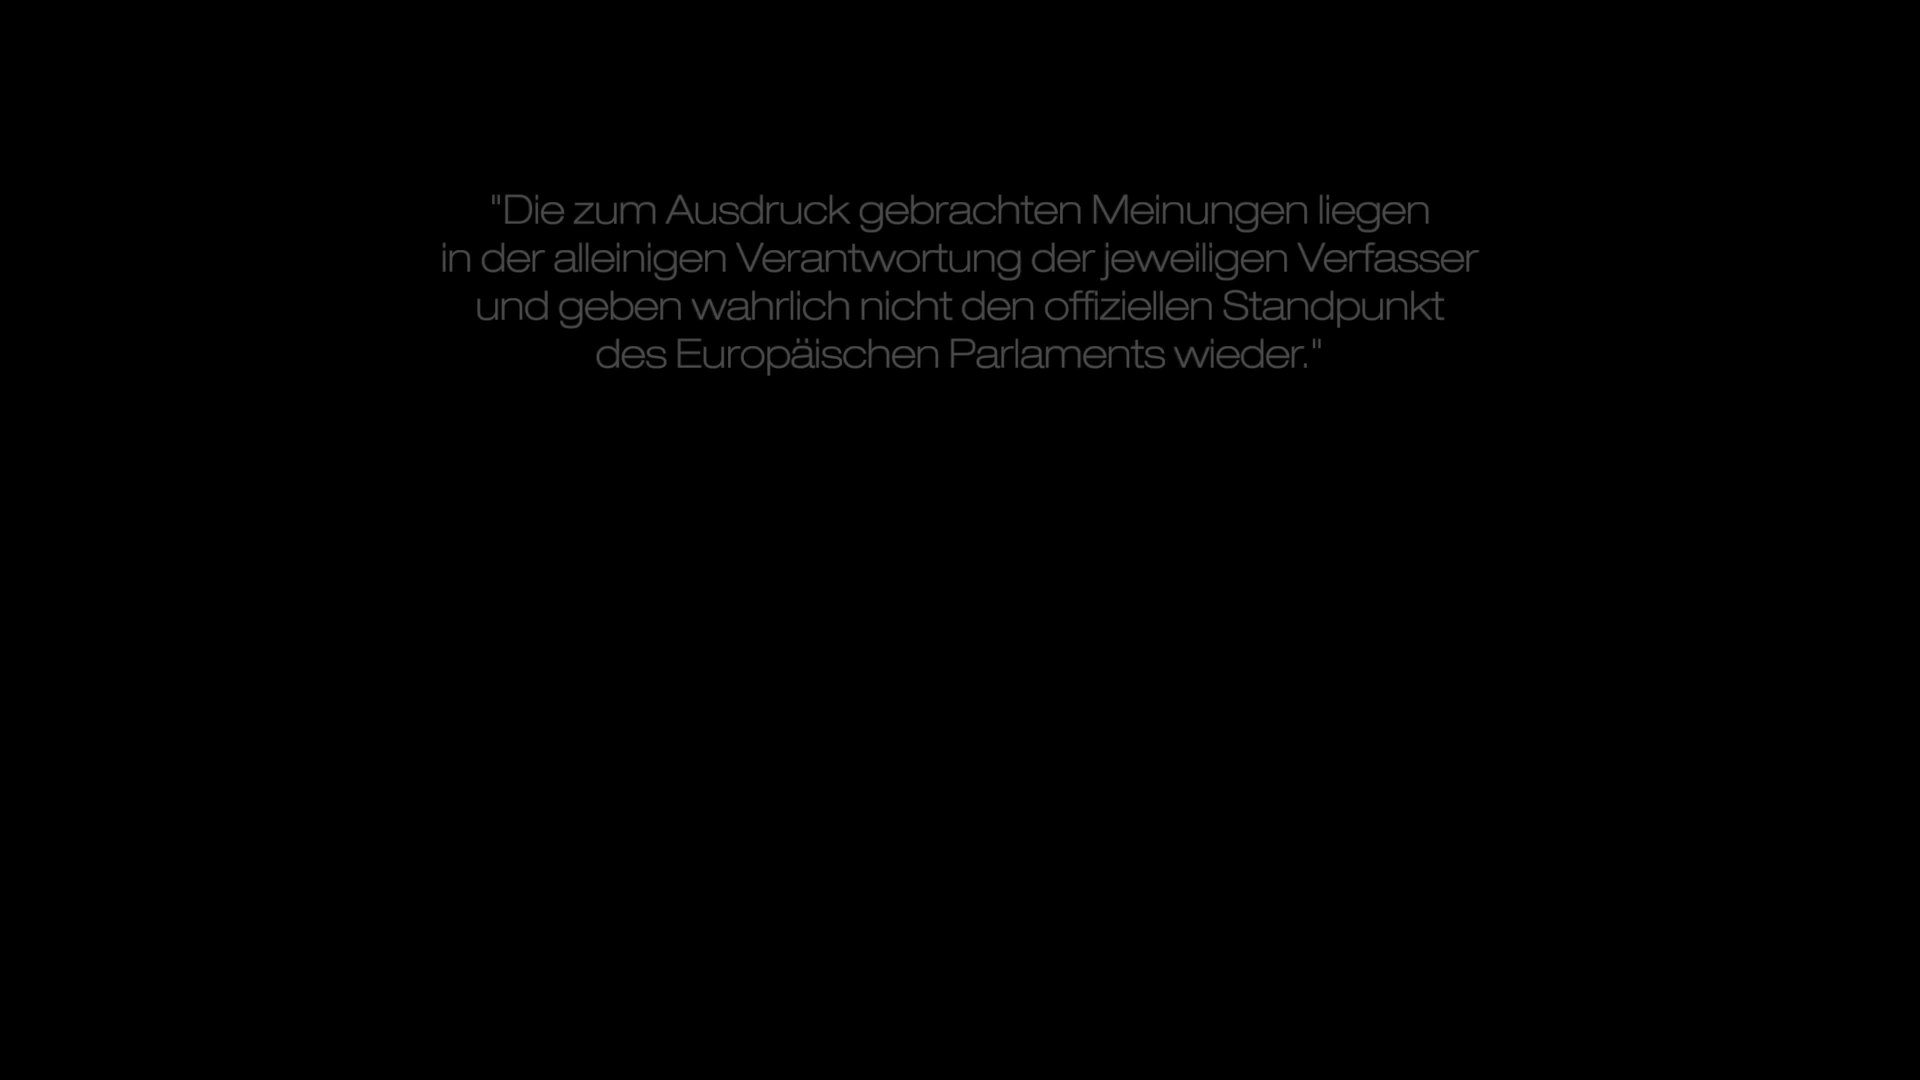 "Die zum Ausdruck gebrachten Meinungen liegen
in der alleinigen Verantwortung der jeweiligen Verfasser
und geben wahrlich nicht den offiziellen Standpunkt
des Europäischen Parlaments wieder."